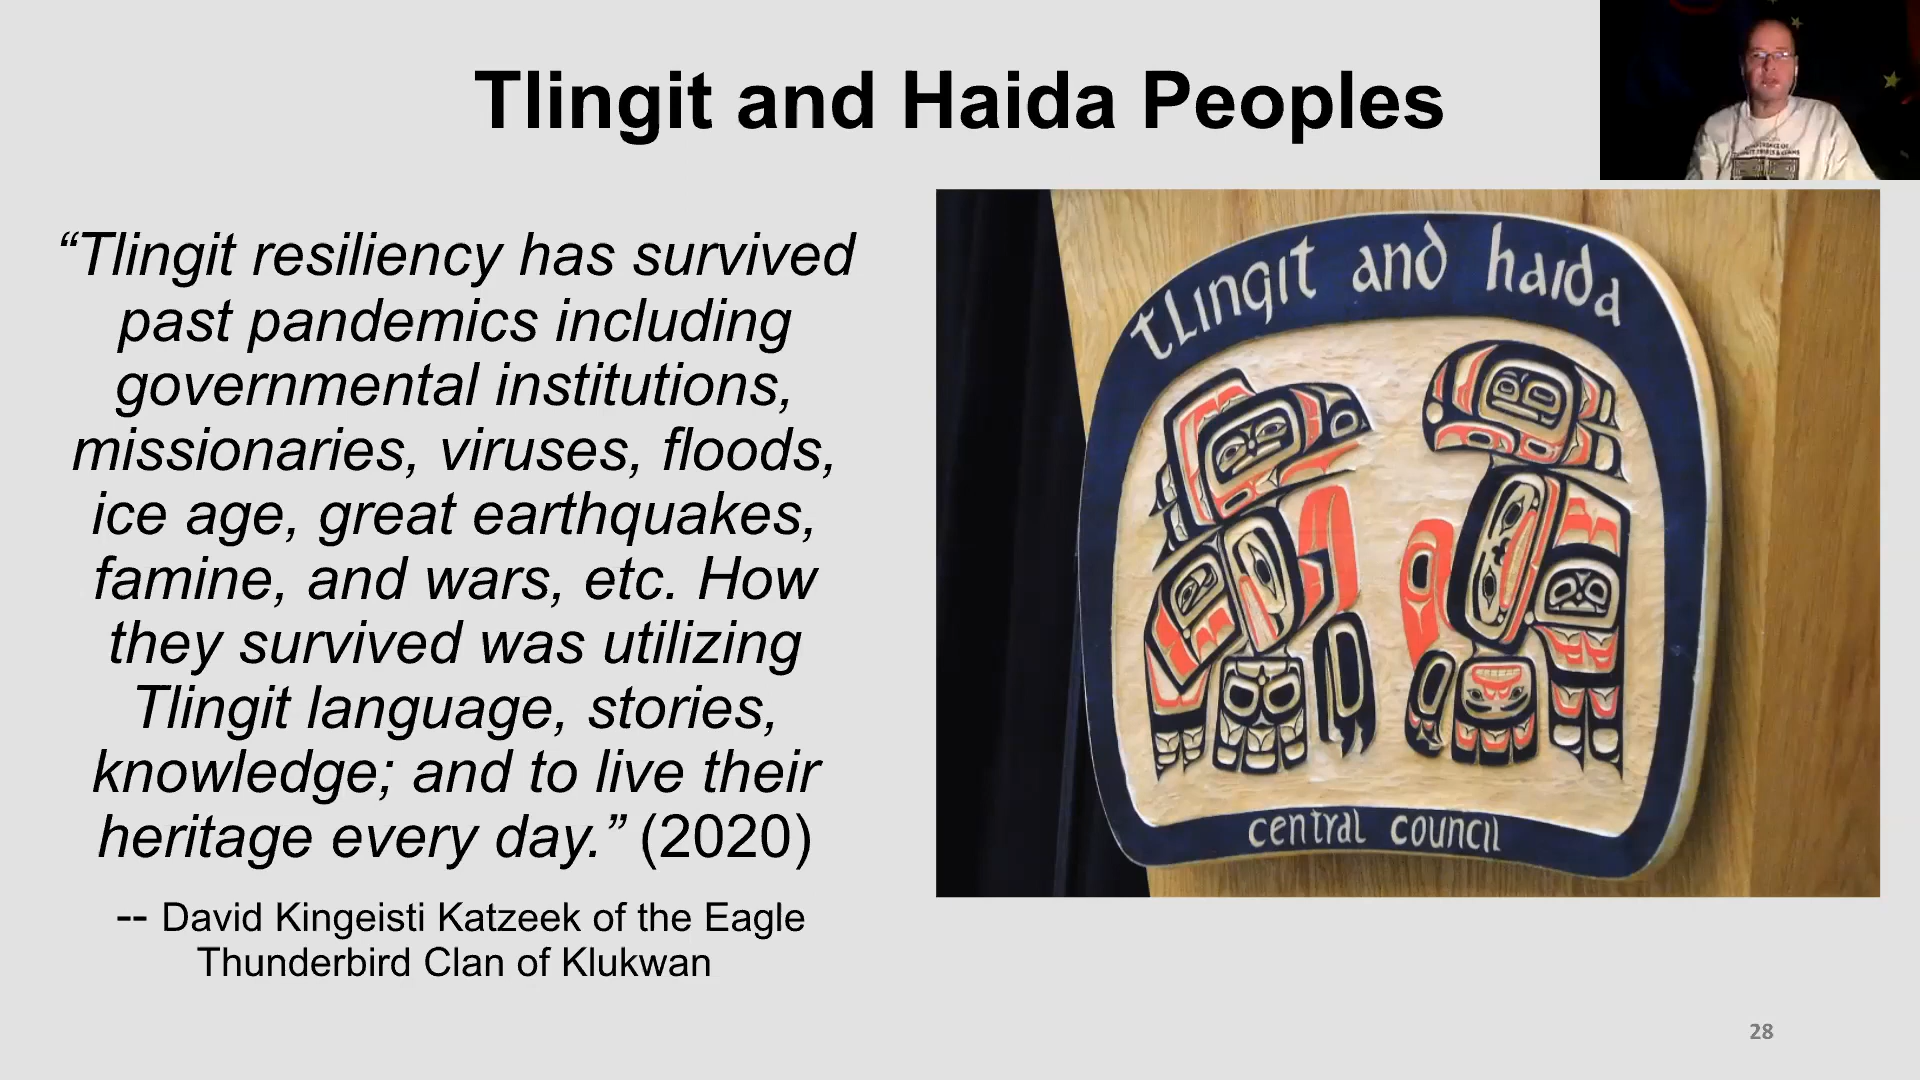 Tlingit and Haida Peoples
“Tlingit resiliency has survived
past pandemics including
governmental institutions,
missionaries, viruses, floods,
ice age, great earthquakes,
famine, and wars, etc. How
they survived was utilizing
Tlingit language, stories,
knowledge; and to live their
heritage every day.” (2020)
-- David Kingeisti Katzeek of the Eagle
Thunderbird Clan of Klukwan
tlingit and haida
central council
28